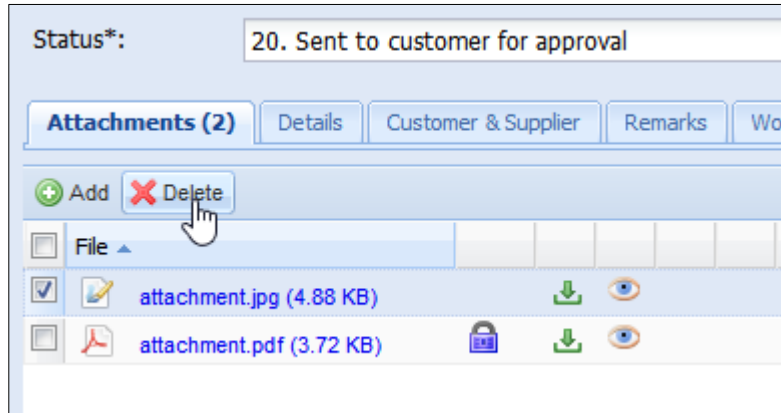 Status*: 20. Sent to customer for approval
Attachments (2) Details Customer & Supplier Remarks Wo
Add Delete
File
attachment.jpg (4.88 KB)
attachment.pdf (3.72 KB)